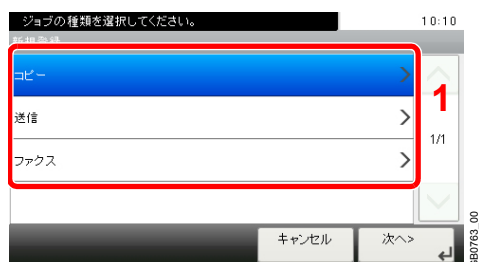 ジョブの種類を選択してください。 10:10
新規登録
コピー
1
送信
1/1
ファクス
キャンセル 次へ>
GB0763_00